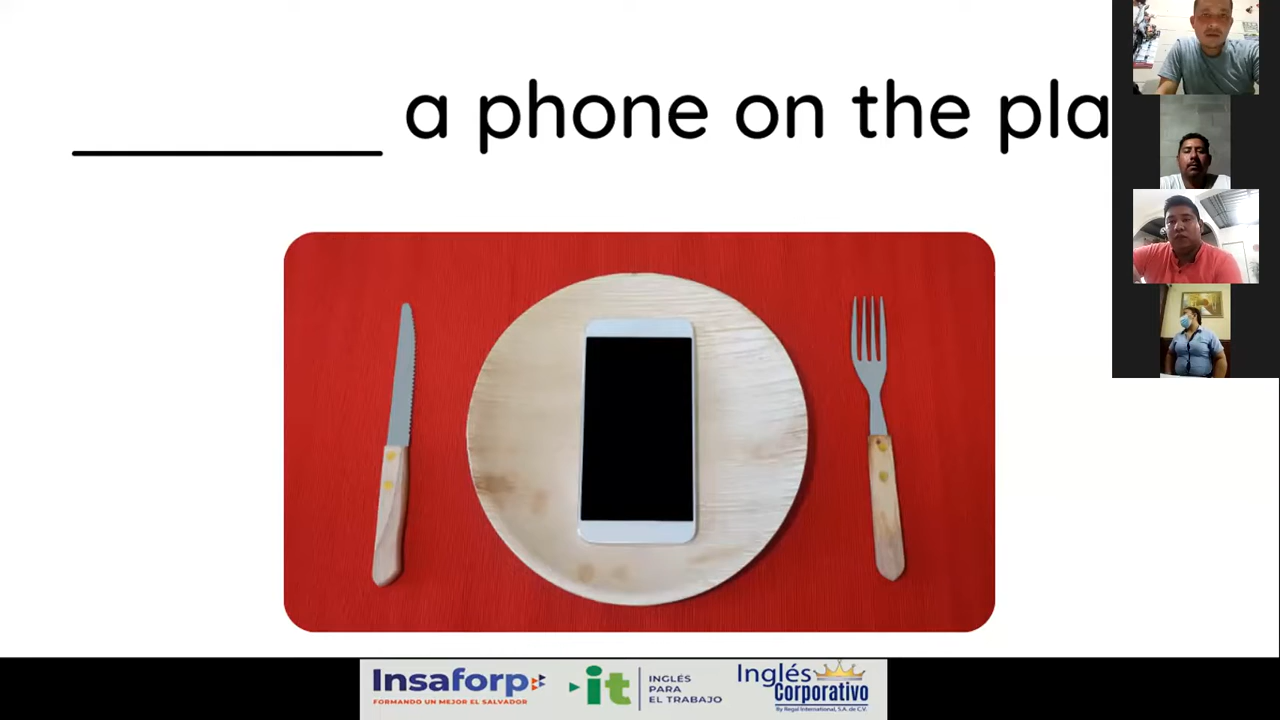 __________ a phone on the pla
Insaforp
FORMANDO UN MEJOR EL SALVADOR
it
INGLÉS
PARA
EL TRABAJO
Inglés
Corporativo
By Regal International, S.A. de C.V.